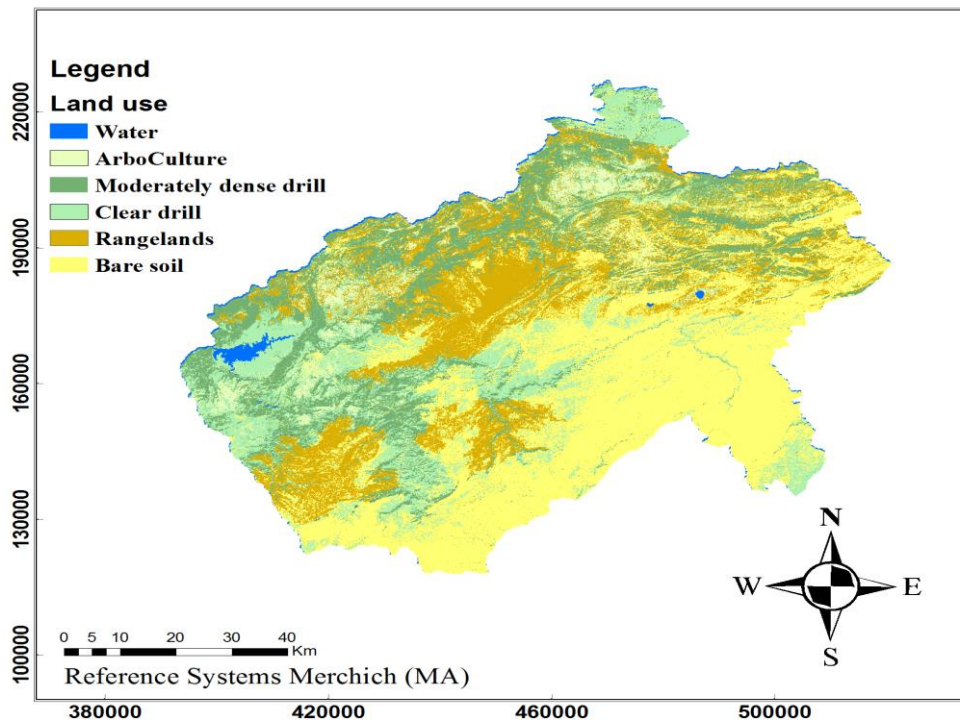 Legend
Land use
Water
ArboCulture
Moderately dense drill
Clear drill
Rangelands
Bare soil
220000
190000
160000
130000
100000
N
W E
S
0 5 10 20 30 40
Km
Reference Systems Merchich (MA)
380000 420000 460000 500000